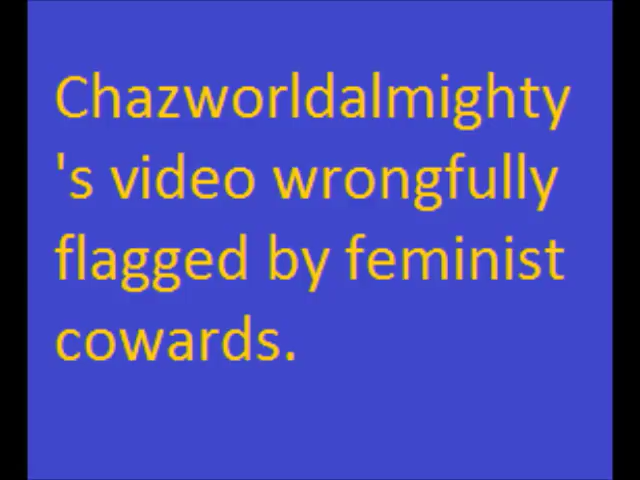 Chazworldalmighty
's video wrongfully
flagged by feminist
cowards.